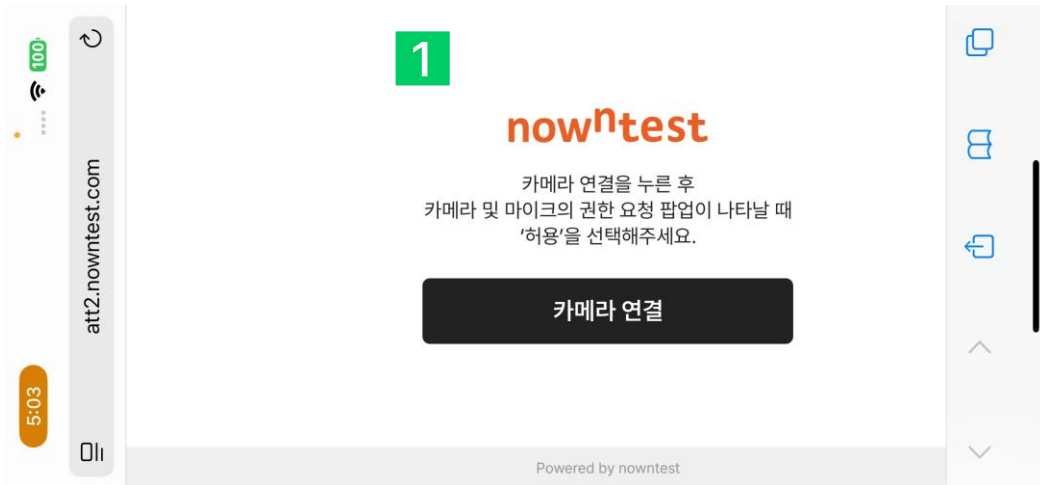 1
nowntest
카메라 연결을 누른 후
카메라 및 마이크의 권한 요청 팝업이 나타날 때
‘허용’을 선택해주세요.
카메라 연결
Powered by nowntest
att2.nowntest.com
5:03
100